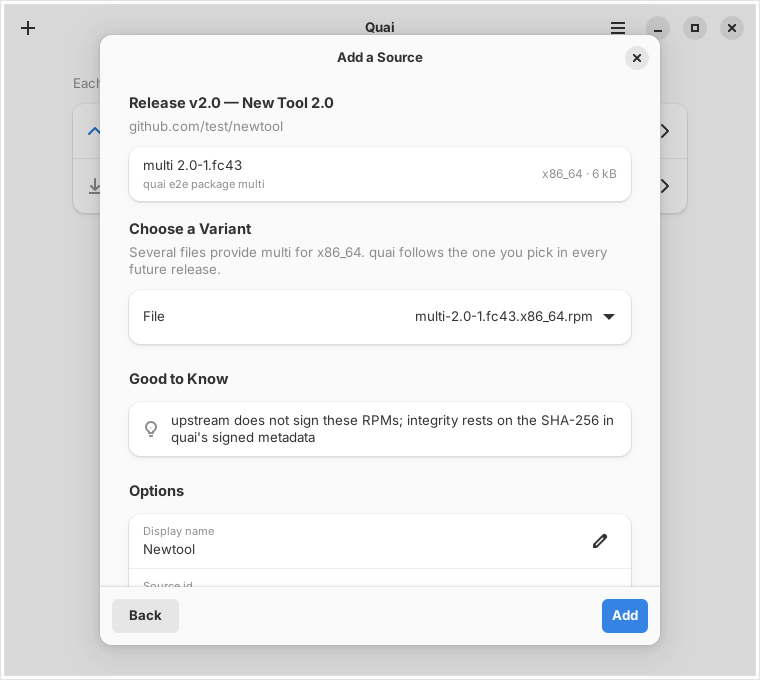 Quai
Each
Add a Source
Release v2.0 — New Tool 2.0
github.com/test/newtool
multi 2.0-1.fc43
quai e2e package multi
x86_64 · 6 kB
Choose a Variant
Several files provide multi for x86_64. quai follows the one you pick in every
future release.
File
multi-2.0-1.fc43.x86_64.rpm
Good to Know
upstream does not sign these RPMs; integrity rests on the SHA-256 in
quai's signed metadata
Options
Display name
Newtool
Source id
Back
Add